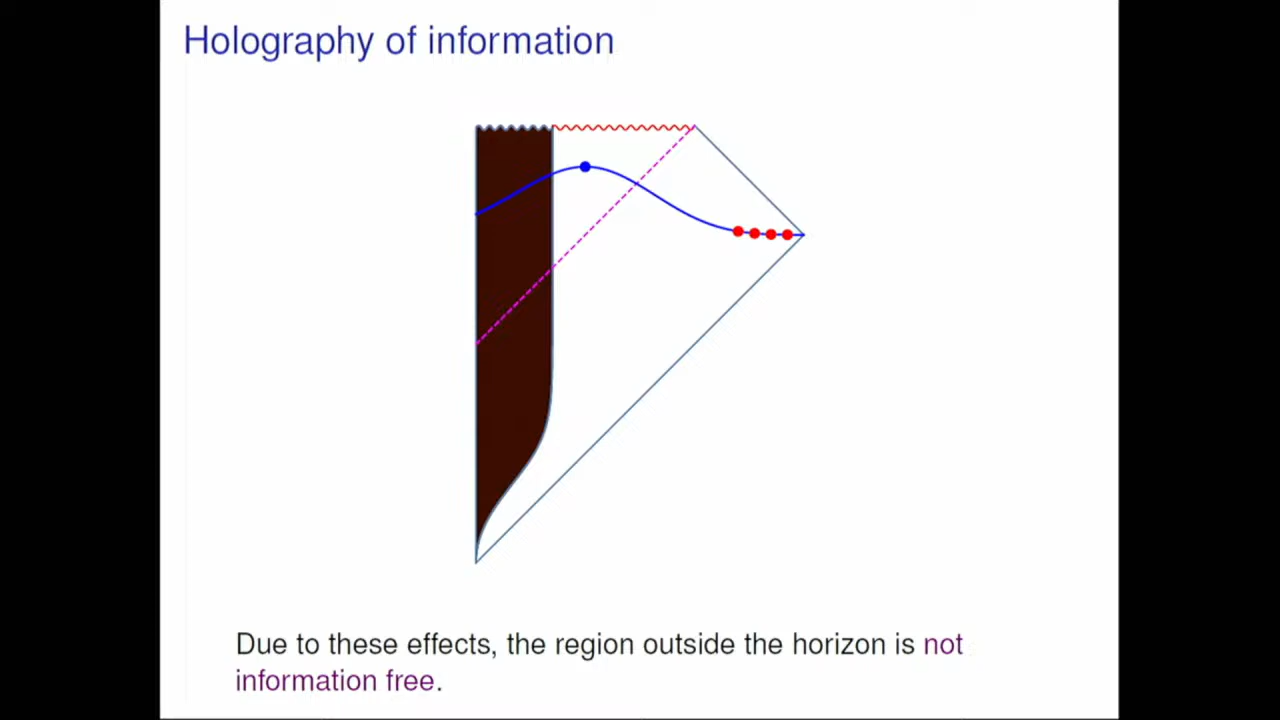 Holography of information
Due to these effects, the region outside the horizon is not
information free.